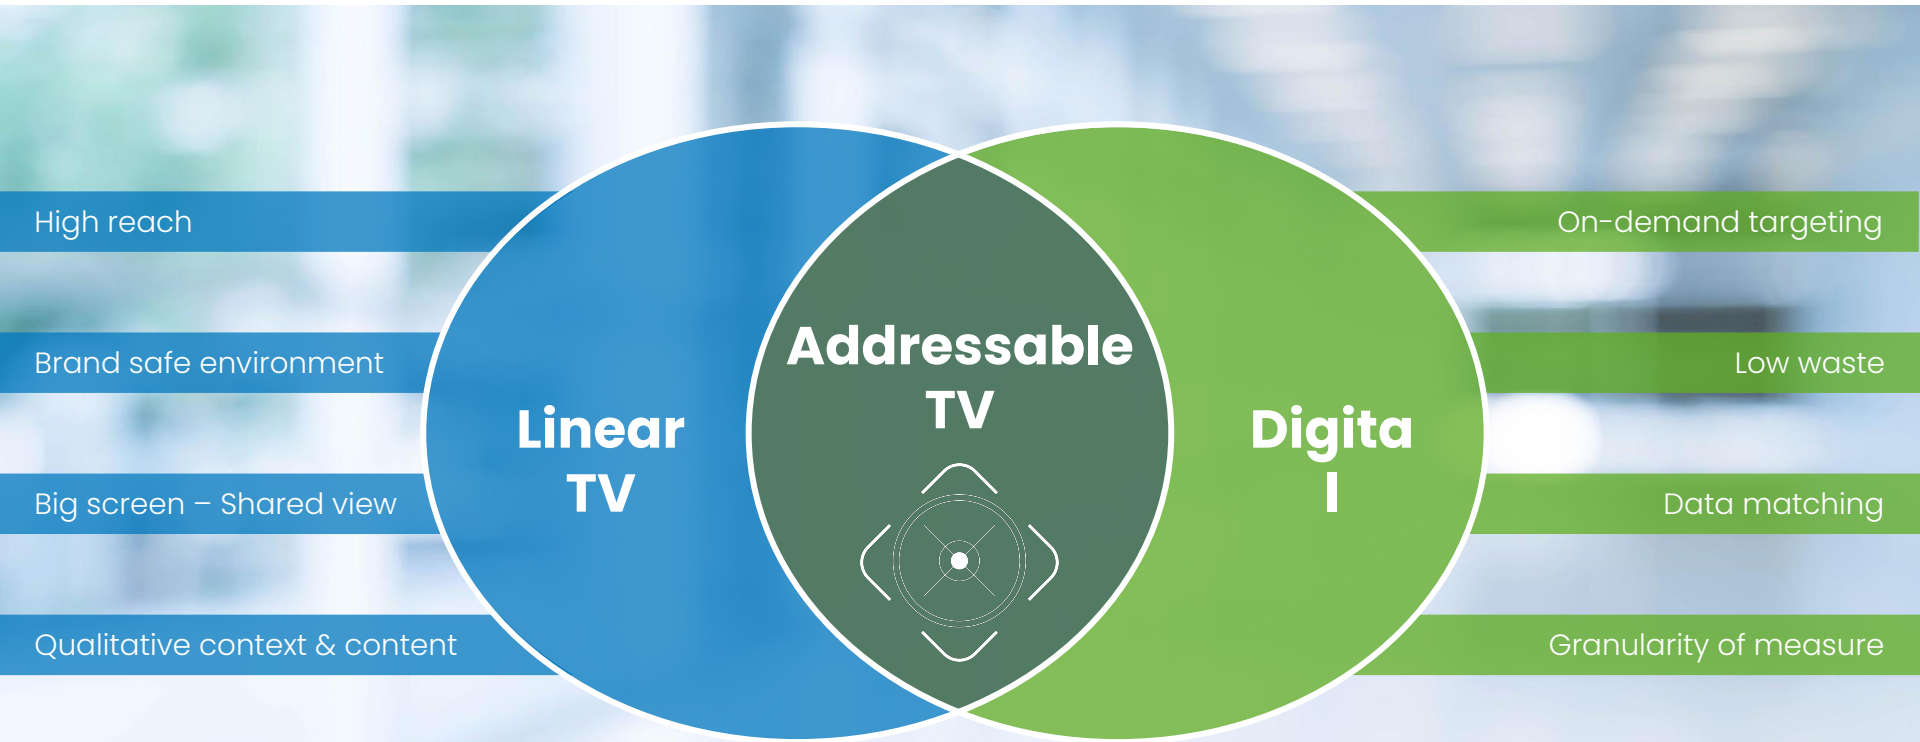 High reach
Brand safe environment
Big screen – Shared view
Qualitative context & content
Linear
TV
Addressable
TV
Digita
l
On-demand targeting
Low waste
Data matching
Granularity of measure